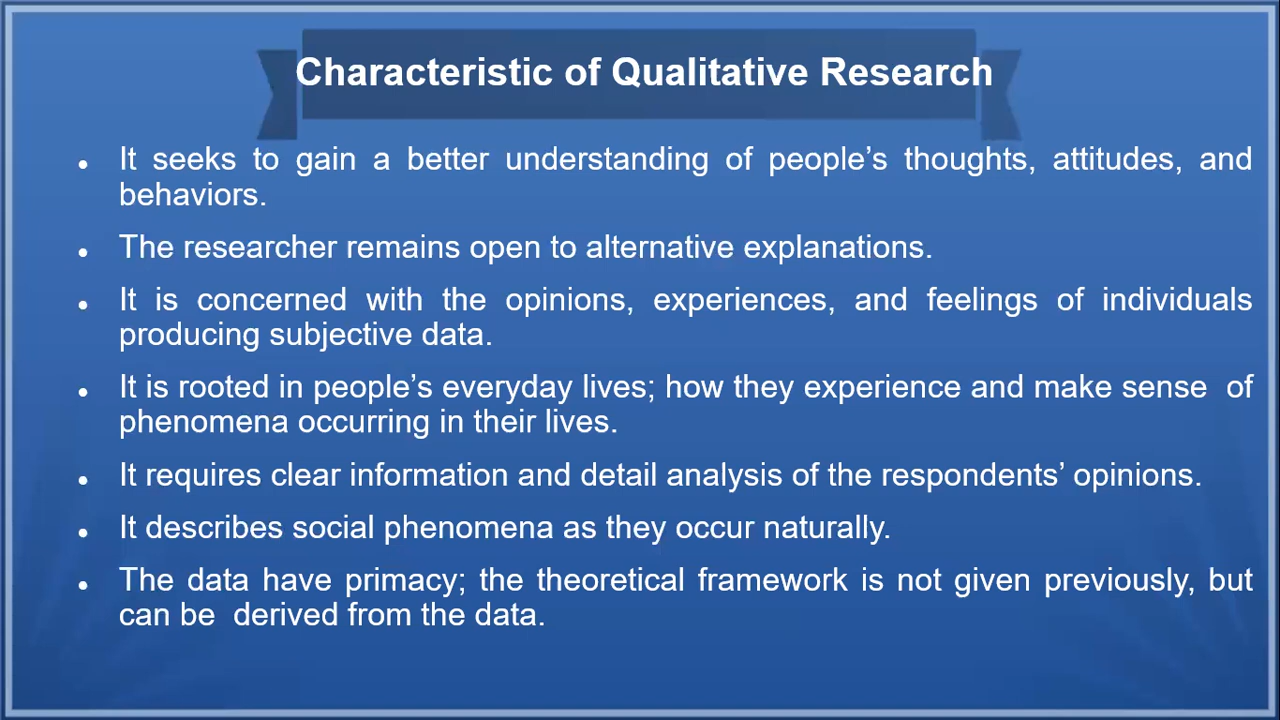 Characteristic of Qualitative Research
• It seeks to gain a better understanding of people’s thoughts, attitudes, and
behaviors.
• The researcher remains open to alternative explanations.
• It is concerned with the opinions, experiences, and feelings of individuals
producing subjective data.
• It is rooted in people’s everyday lives; how they experience and make sense  of
phenomena occurring in their lives.
• It requires clear information and detail analysis of the respondents’ opinions.
• It describes social phenomena as they occur naturally.
• The data have primacy; the theoretical framework is not given previously, but
can be  derived from the data.